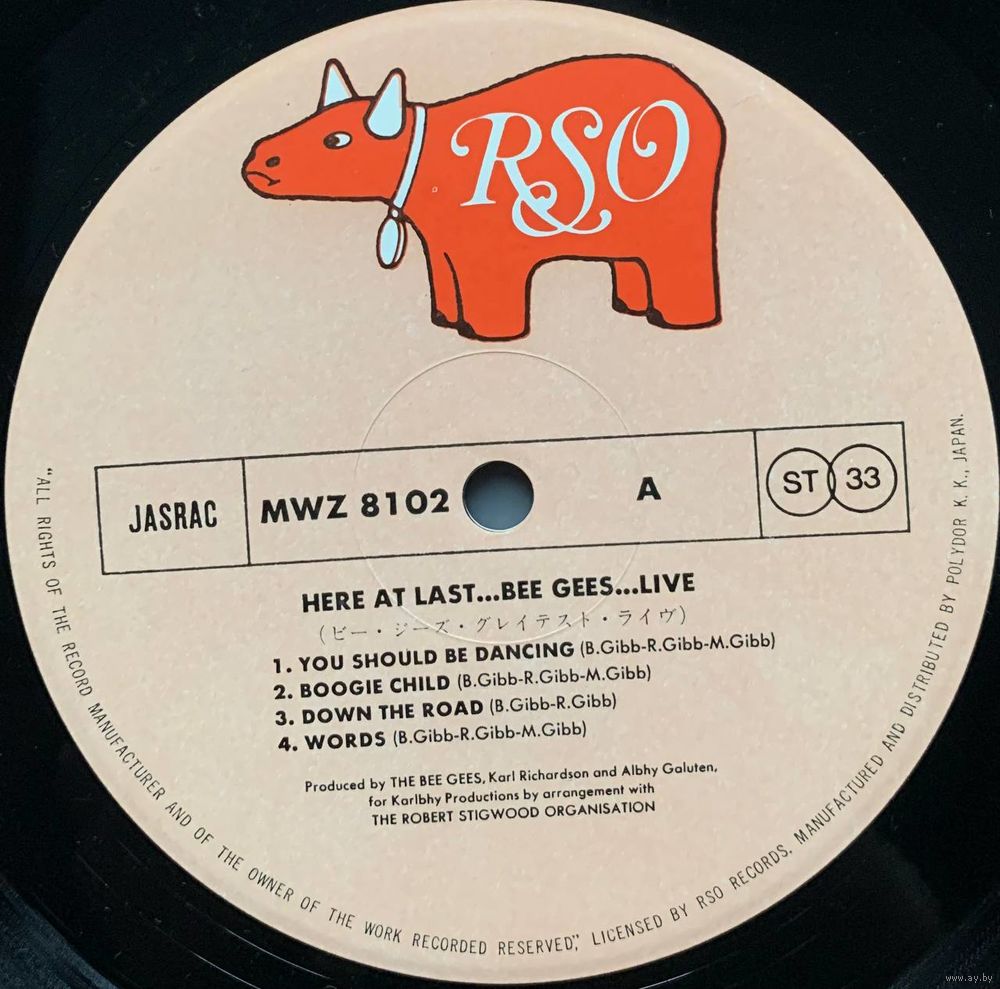 RSO
JASRAC
MWZ 8102
A
ST 33
HERE AT LAST...BEE GEES...LIVE
(ビー・ジーズ・グレイテスト・ライヴ)
1. YOU SHOULD BE DANCING (B.Gibb-R.Gibb-M.Gibb)
2. BOOGIE CHILD (B.Gibb-R.Gibb-M.Gibb)
3. DOWN THE ROAD (B.Gibb-R.Gibb)
4. WORDS (B.Gibb-R.Gibb-M.Gibb)
Produced by THE BEE GEES, Karl Richardson and Albhy Galuten,
for Karlbhy Productions by arrangement with
THE ROBERT STIGWOOD ORGANISATION
"ALL RIGHTS OF THE RECORD MANUFACTURER AND OF THE OWNER OF THE WORK RECORDED RESERVED," LICENSED BY RSO RECORDS. MANUFACTURED AND DISTRIBUTED BY POLYDOR K. K., JAPAN.
www.ay.by